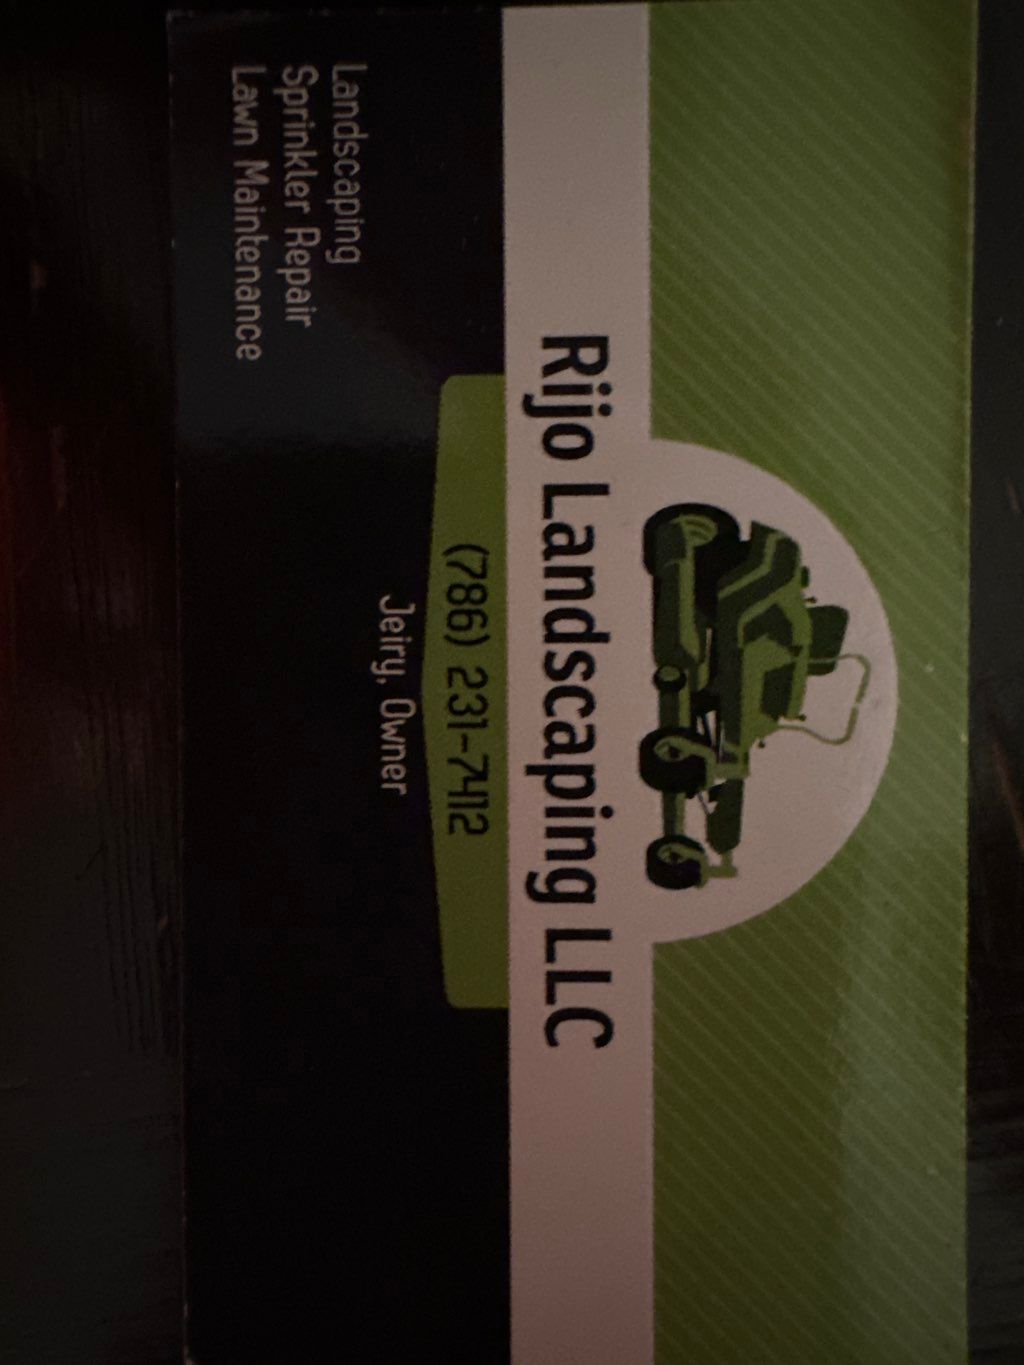 Rijo Landscaping LLC
(786) 231-7412
Jeiry, Owner
Landscaping
Sprinkler Repair
Lawn Maintenance